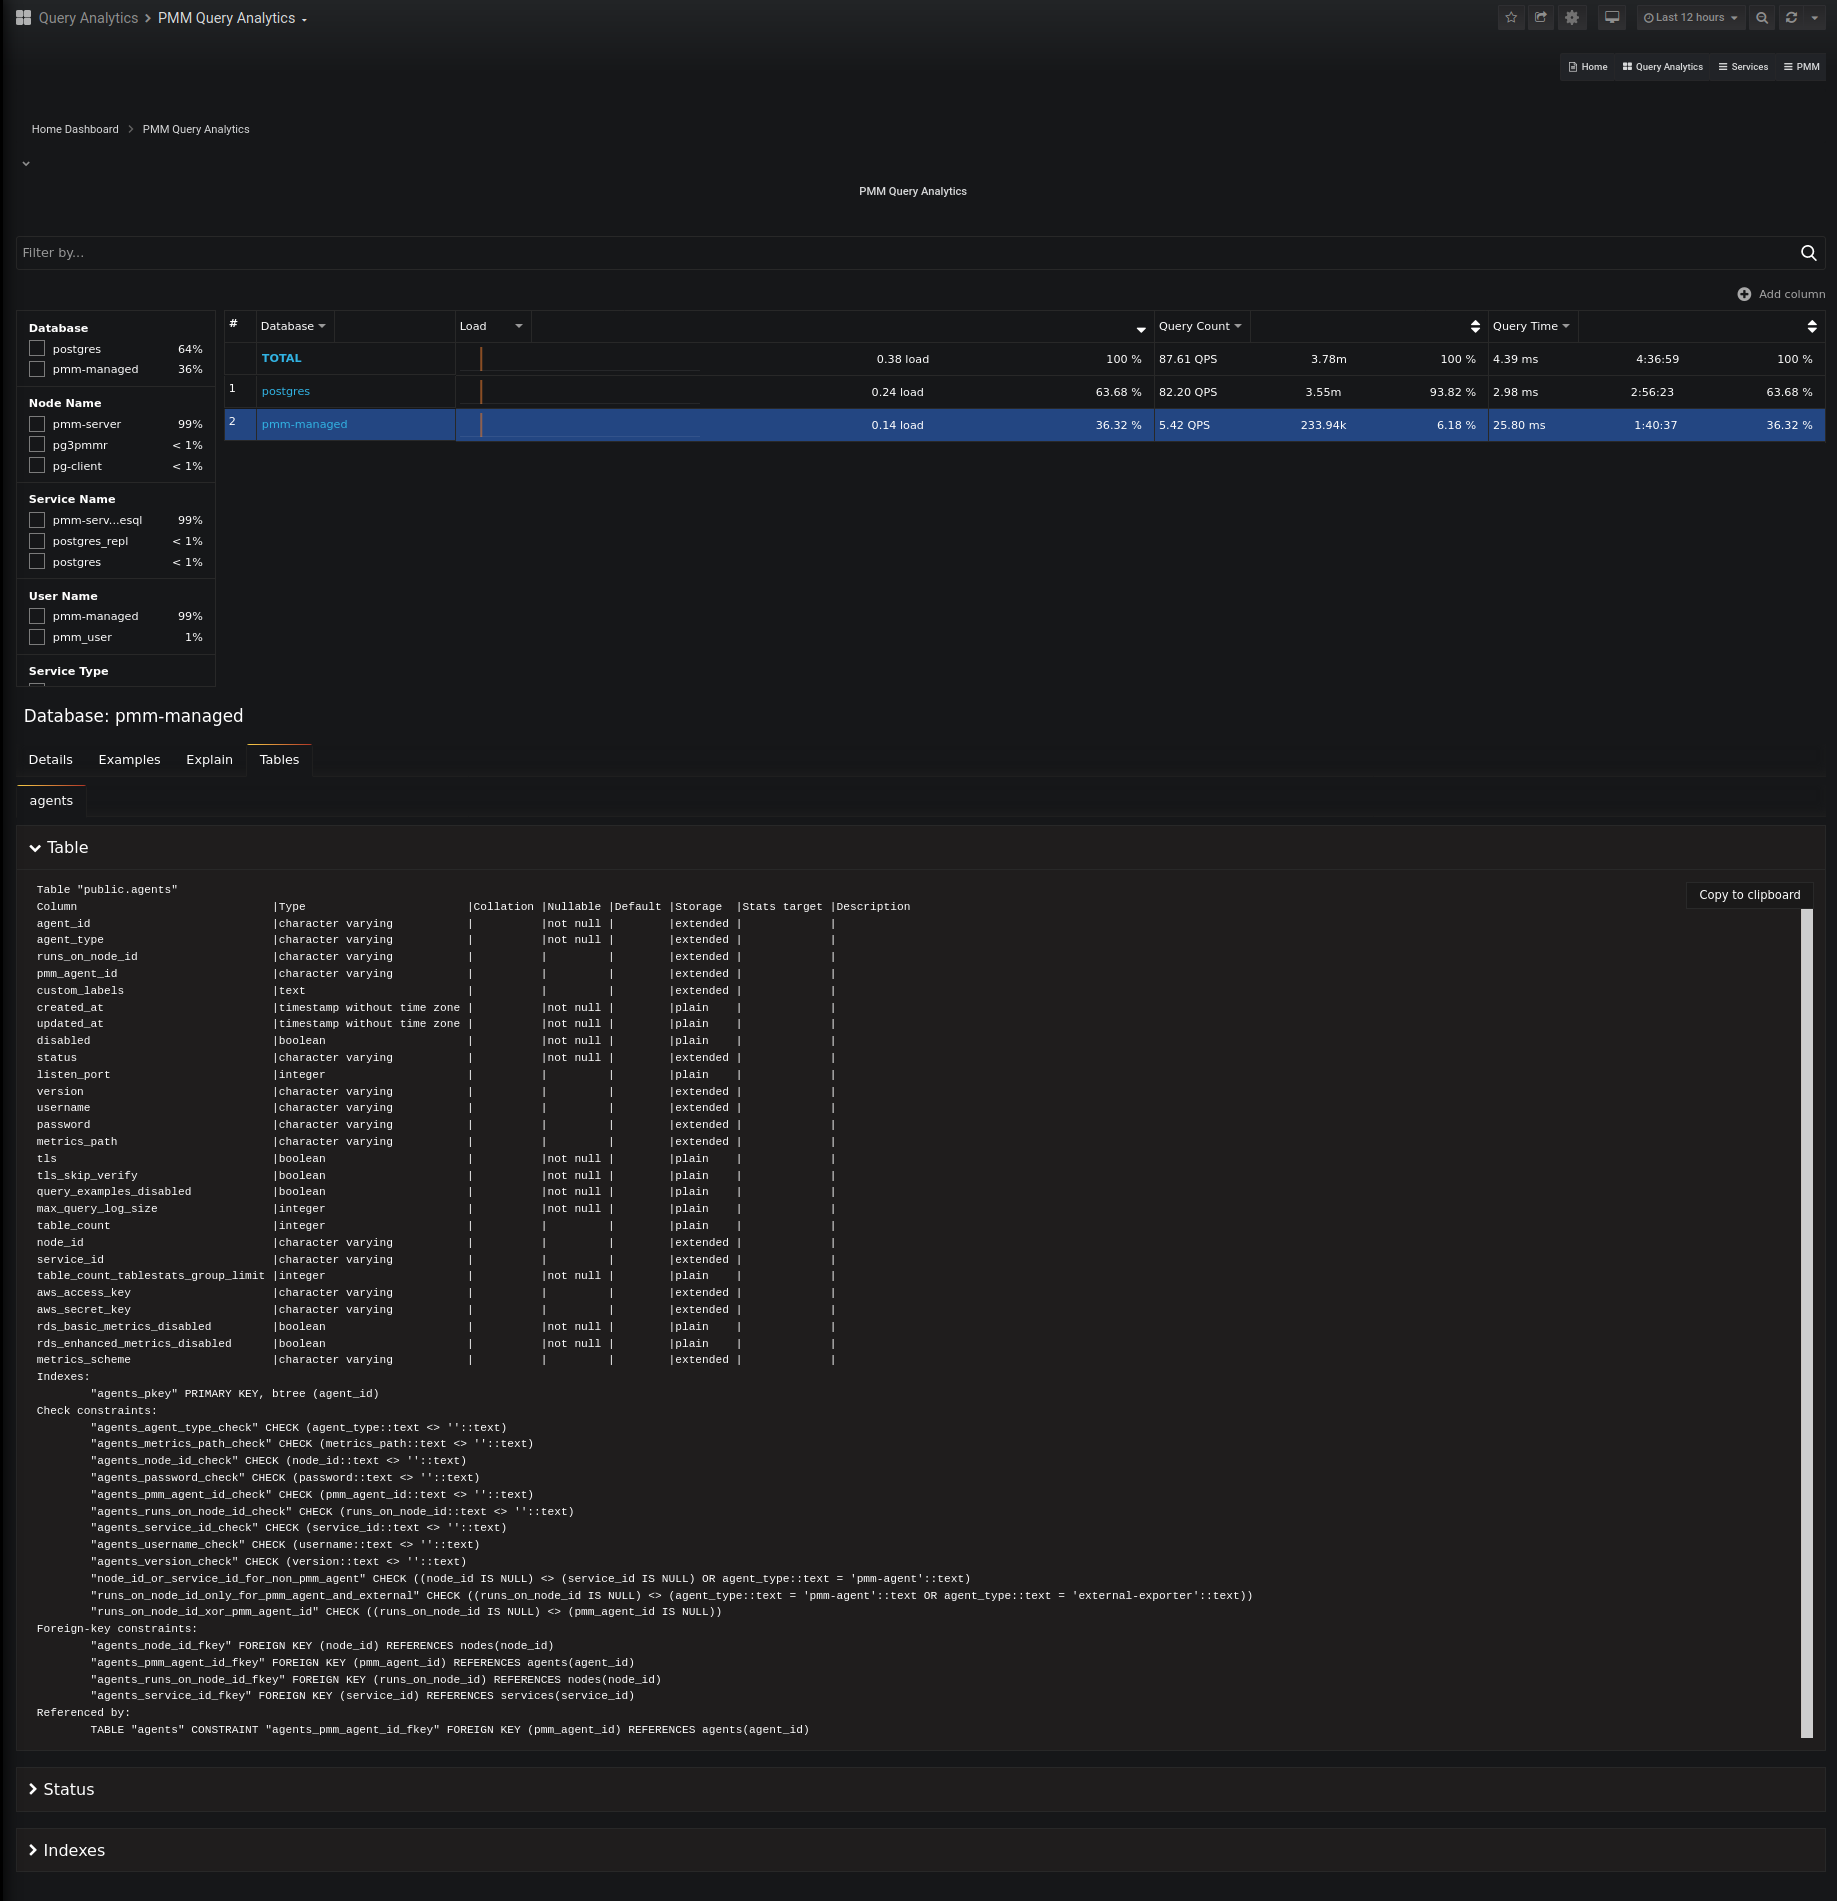 Query Analytics > PMM Query Analytics
Last 12 hours
Home Query Analytics Services PMM
Home Dashboard > PMM Query Analytics
PMM Query Analytics
Filter by...
Add column
Database
postgres 64%
pmm-managed 36%
Node Name
pmm-server 99%
pg3pmmr < 1%
pg-client < 1%
Service Name
pmm-serv...esql 99%
postgres_repl < 1%
postgres < 1%
User Name
pmm-managed 99%
pmm_user 1%
Service Type
# Database Load Query Count Query Time
TOTAL 0.38 load 100 % 87.61 QPS 3.78m 100 % 4.39 ms 4:36:59 100 %
1 postgres 0.24 load 63.68 % 82.20 QPS 3.55m 93.82 % 2.98 ms 2:56:23 63.68 %
2 pmm-managed 0.14 load 36.32 % 5.42 QPS 233.94k 6.18 % 25.80 ms 1:40:37 36.32 %
Database: pmm-managed
Details Examples Explain Tables
agents
Table
Copy to clipboard
Table "public.agents"
Column |Type |Collation |Nullable |Default |Storage |Stats target |Description
agent_id |character varying | |not null | |extended | |
agent_type |character varying | |not null | |extended | |
runs_on_node_id |character varying | | | |extended | |
pmm_agent_id |character varying | | | |extended | |
custom_labels |text | | | |extended | |
created_at |timestamp without time zone | |not null | |plain | |
updated_at |timestamp without time zone | |not null | |plain | |
disabled |boolean | |not null | |plain | |
status |character varying | |not null | |extended | |
listen_port |integer | | | |plain | |
version |character varying | | | |extended | |
username |character varying | | | |extended | |
password |character varying | | | |extended | |
metrics_path |character varying | | | |extended | |
tls |boolean | |not null | |plain | |
tls_skip_verify |boolean | |not null | |plain | |
query_examples_disabled |boolean | |not null | |plain | |
max_query_log_size |integer | |not null | |plain | |
table_count |integer | | | |plain | |
node_id |character varying | | | |extended | |
service_id |character varying | | | |extended | |
table_count_tablestats_group_limit |integer | |not null | |plain | |
aws_access_key |character varying | | | |extended | |
aws_secret_key |character varying | | | |extended | |
rds_basic_metrics_disabled |boolean | |not null | |plain | |
rds_enhanced_metrics_disabled |boolean | |not null | |plain | |
metrics_scheme |character varying | | | |extended | |
Indexes:
"agents_pkey" PRIMARY KEY, btree (agent_id)
Check constraints:
"agents_agent_type_check" CHECK (agent_type::text <> ''::text)
"agents_metrics_path_check" CHECK (metrics_path::text <> ''::text)
"agents_node_id_check" CHECK (node_id::text <> ''::text)
"agents_password_check" CHECK (password::text <> ''::text)
"agents_pmm_agent_id_check" CHECK (pmm_agent_id::text <> ''::text)
"agents_runs_on_node_id_check" CHECK (runs_on_node_id::text <> ''::text)
"agents_service_id_check" CHECK (service_id::text <> ''::text)
"agents_username_check" CHECK (username::text <> ''::text)
"agents_version_check" CHECK (version::text <> ''::text)
"node_id_or_service_id_for_non_pmm_agent" CHECK ((node_id IS NULL) <> (service_id IS NULL) OR agent_type::text = 'pmm-agent'::text)
"runs_on_node_id_only_for_pmm_agent_and_external" CHECK ((runs_on_node_id IS NULL) <> (agent_type::text = 'pmm-agent'::text OR agent_type::text = 'external-exporter'::text))
"runs_on_node_id_xor_pmm_agent_id" CHECK ((runs_on_node_id IS NULL) <> (pmm_agent_id IS NULL))
Foreign-key constraints:
"agents_node_id_fkey" FOREIGN KEY (node_id) REFERENCES nodes(node_id)
"agents_pmm_agent_id_fkey" FOREIGN KEY (pmm_agent_id) REFERENCES agents(agent_id)
"agents_runs_on_node_id_fkey" FOREIGN KEY (runs_on_node_id) REFERENCES nodes(node_id)
"agents_service_id_fkey" FOREIGN KEY (service_id) REFERENCES services(service_id)
Referenced by:
TABLE "agents" CONSTRAINT "agents_pmm_agent_id_fkey" FOREIGN KEY (pmm_agent_id) REFERENCES agents(agent_id)
Status
Indexes